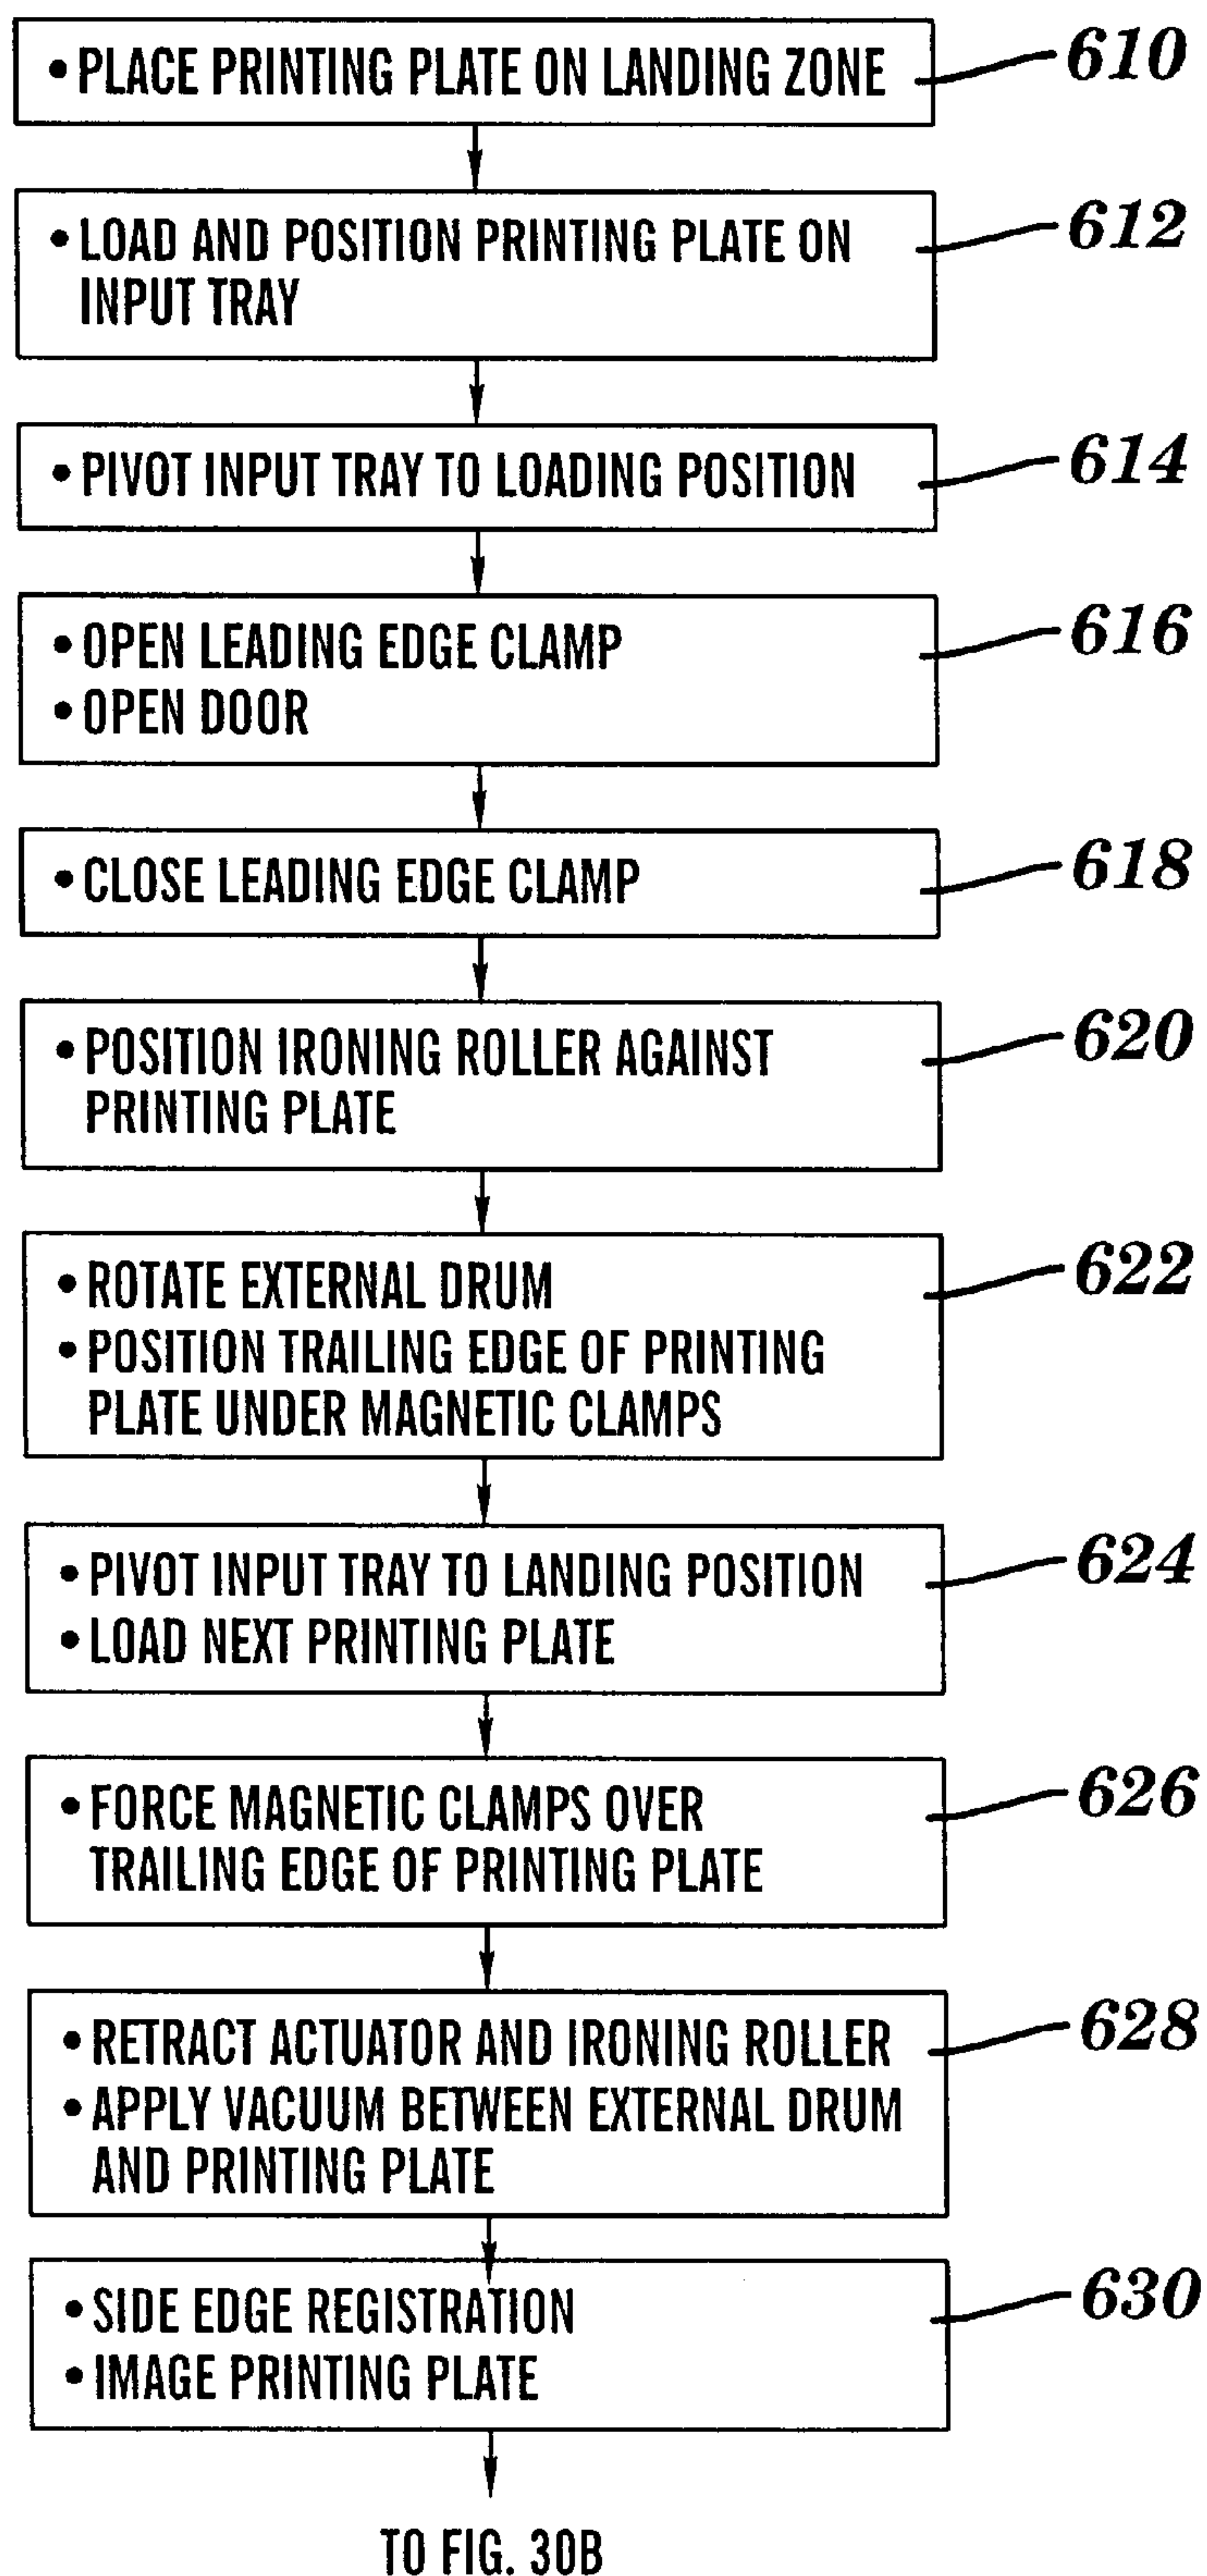 • PLACE PRINTING PLATE ON LANDING ZONE
610
• LOAD AND POSITION PRINTING PLATE ON
INPUT TRAY
612
• PIVOT INPUT TRAY TO LOADING POSITION
614
• OPEN LEADING EDGE CLAMP
• OPEN DOOR
616
• CLOSE LEADING EDGE CLAMP
618
• POSITION IRONING ROLLER AGAINST
PRINTING PLATE
620
• ROTATE EXTERNAL DRUM
• POSITION TRAILING EDGE OF PRINTING
PLATE UNDER MAGNETIC CLAMPS
622
• PIVOT INPUT TRAY TO LANDING POSITION
• LOAD NEXT PRINTING PLATE
624
• FORCE MAGNETIC CLAMPS OVER
TRAILING EDGE OF PRINTING PLATE
626
• RETRACT ACTUATOR AND IRONING ROLLER
• APPLY VACUUM BETWEEN EXTERNAL DRUM
AND PRINTING PLATE
628
• SIDE EDGE REGISTRATION
• IMAGE PRINTING PLATE
630
TO FIG. 30B